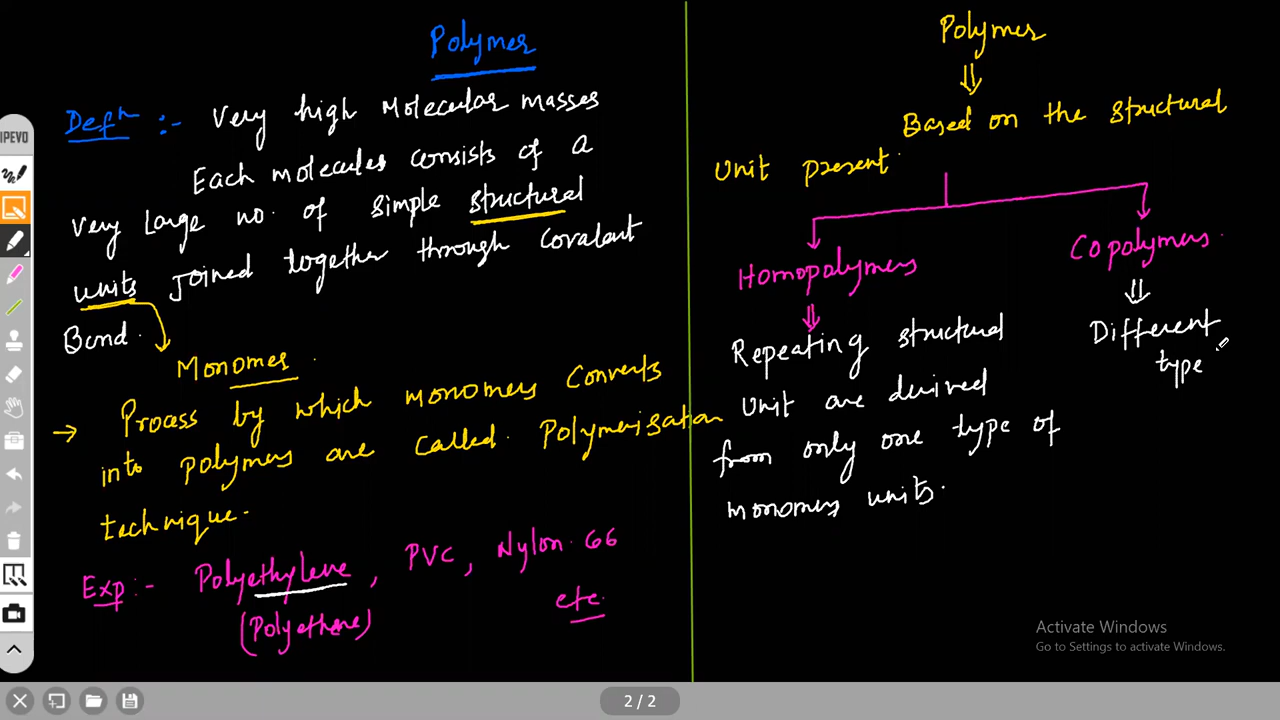 Polymer
Defn :- Very high Molecular masses
Each molecules consists of a
very large no. of simple structural
units joined together through covalent
Bond.
Monomer
→ Process by which monomers converts
into polymers are called. Polymerisation
technique.
Exp :- Polyethylene, PVC, Nylon. 66
(Polyethene) etc.
Polymer
⇓
Based on the structural
Unit present.
Homopolymers
⇓
Repeating structural
Unit are derived
from only one type of
monomers units.
Copolymers.
⇓
Different
type
IPEVO
Activate Windows
Go to Settings to activate Windows.
2 / 2